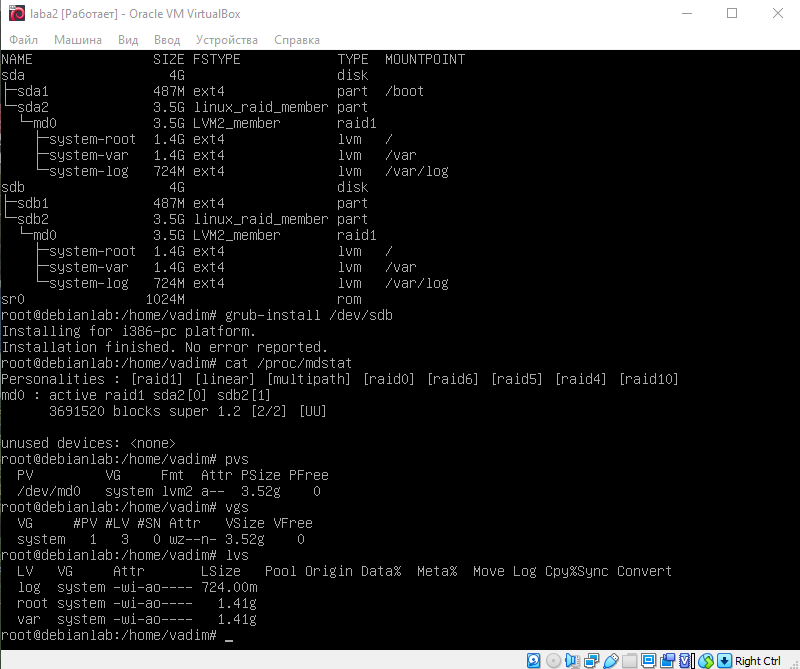 laba2 [Работает] - Oracle VM VirtualBox
Файл Машина Вид Ввод Устройства Справка
NAME SIZE FSTYPE TYPE MOUNTPOINT
sda 4G disk
├─sda1 487M ext4 part /boot
└─sda2 3.5G linux_raid_member part
  └─md0 3.5G LVM2_member raid1
    ├─system-root 1.4G ext4 lvm /
    ├─system-var 1.4G ext4 lvm /var
    └─system-log 724M ext4 lvm /var/log
sdb 4G disk
├─sdb1 487M ext4 part
└─sdb2 3.5G linux_raid_member part
  └─md0 3.5G LVM2_member raid1
    ├─system-root 1.4G ext4 lvm /
    ├─system-var 1.4G ext4 lvm /var
    └─system-log 724M ext4 lvm /var/log
sr0 1024M rom
root@debianlab:/home/vadim# grub-install /dev/sdb
Installing for i386-pc platform.
Installation finished. No error reported.
root@debianlab:/home/vadim# cat /proc/mdstat
Personalities : [raid1] [linear] [multipath] [raid0] [raid6] [raid5] [raid4] [raid10]
md0 : active raid1 sda2[0] sdb2[1]
      3691520 blocks super 1.2 [2/2] [UU]
unused devices: <none>
root@debianlab:/home/vadim# pvs
  PV VG Fmt Attr PSize PFree
  /dev/md0 system lvm2 a-- 3.52g 0
root@debianlab:/home/vadim# vgs
  VG #PV #LV #SN Attr VSize VFree
  system 1 3 0 wz--n- 3.52g 0
root@debianlab:/home/vadim# lvs
  LV VG Attr LSize Pool Origin Data% Meta% Move Log Cpy%Sync Convert
  log system -wi-ao---- 724.00m
  root system -wi-ao---- 1.41g
  var system -wi-ao---- 1.41g
root@debianlab:/home/vadim# _
Right Ctrl